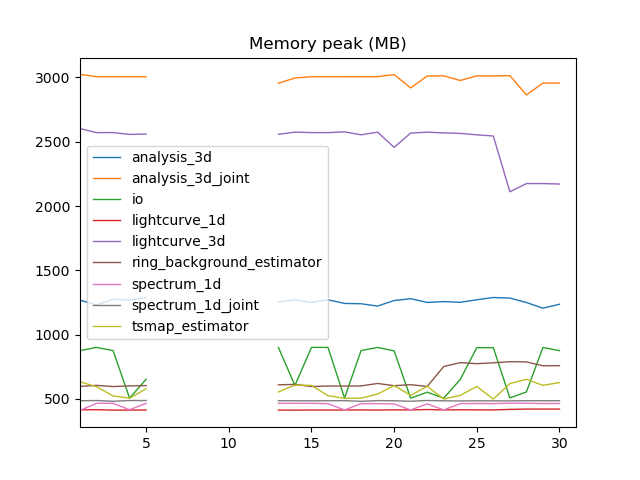 Memory peak (MB)
3000
2500
2000
1500
1000
500
analysis_3d
analysis_3d_joint
io
lightcurve_1d
lightcurve_3d
ring_background_estimator
spectrum_1d
spectrum_1d_joint
tsmap_estimator
5 10 15 20 25 30